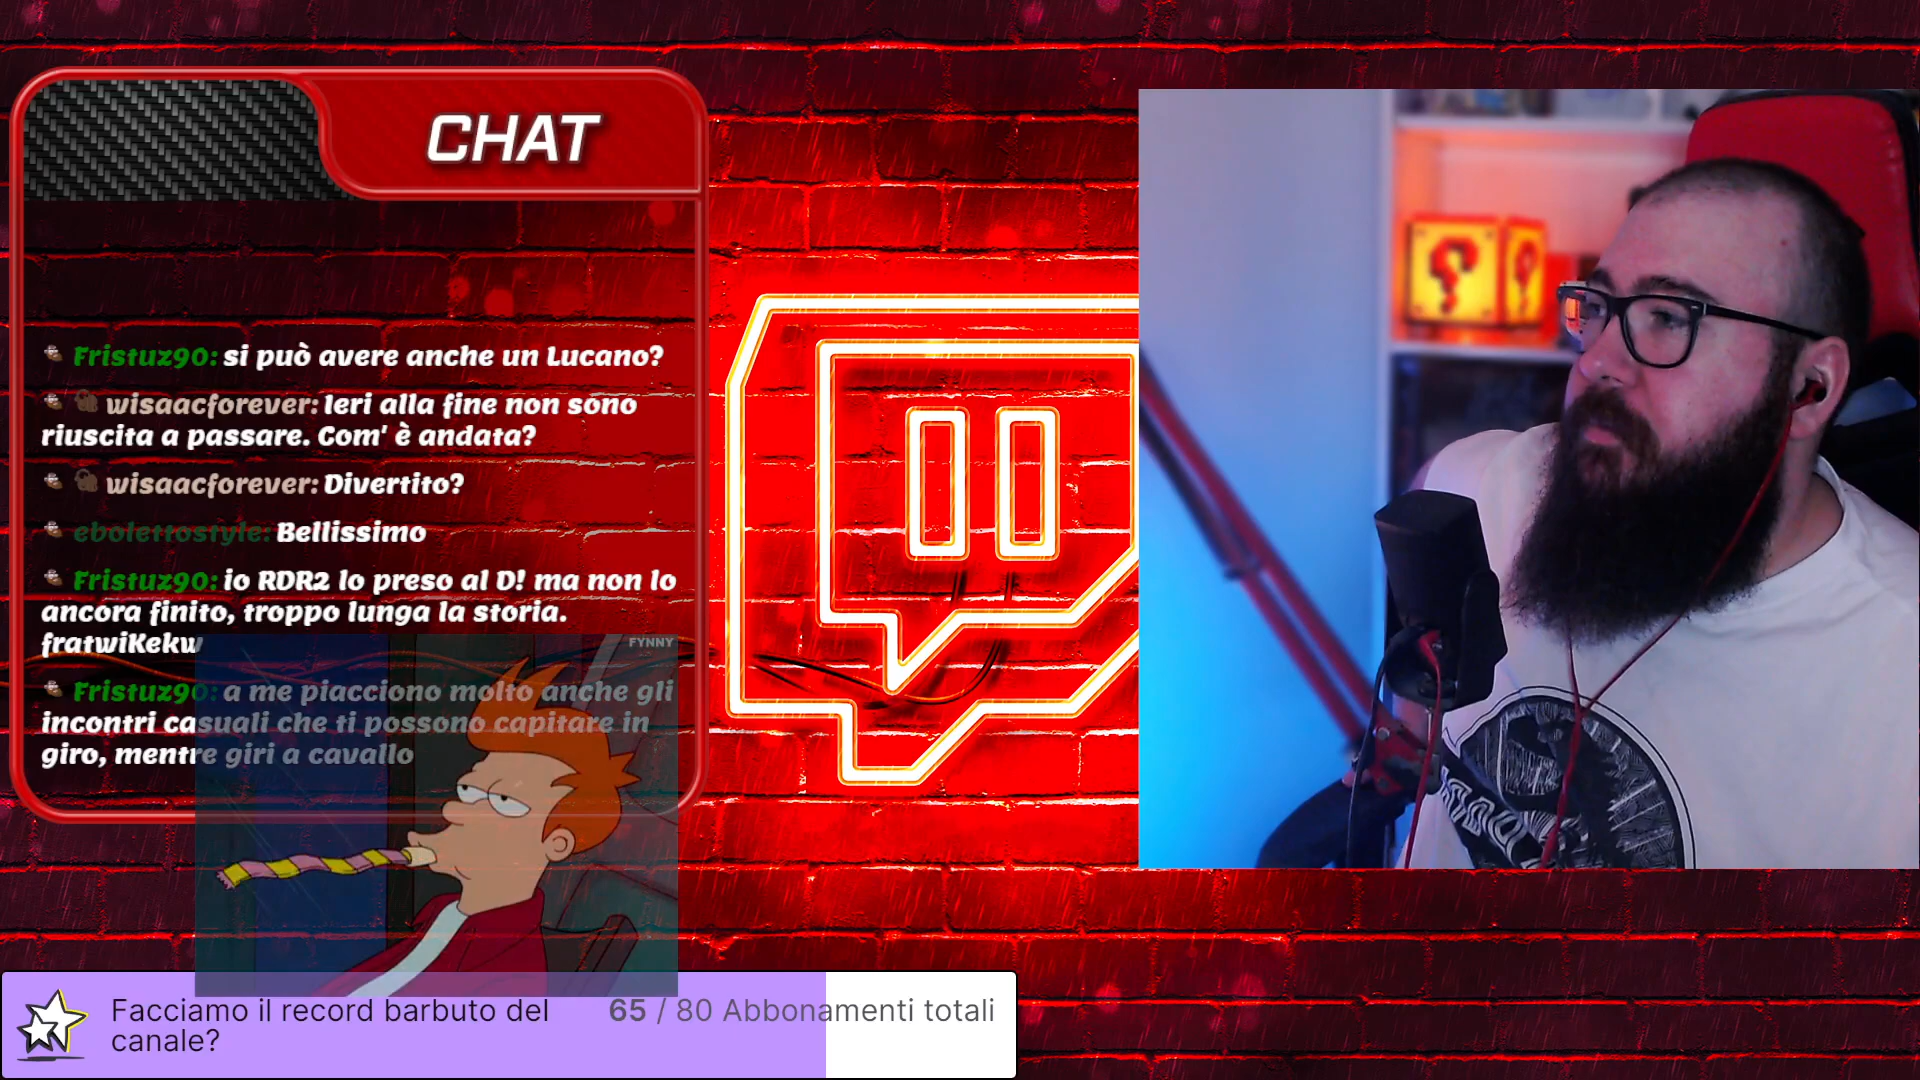 CHAT
Fristuz90: si può avere anche un Lucano?
wisaacforever: Ieri alla fine non sono
riuscita a passare. Com' è andata?
wisaacforever: Divertito?
ebolettostyle: Bellissimo
Fristuz90: io RDR2 lo preso al D! ma non lo
ancora finito, troppo lunga la storia.
fratwiKekw
FYNNY
Fristuz90: a me piacciono molto anche gli
incontri casuali che ti possono capitare in
giro, mentre giri a cavallo
Facciamo il record barbuto del
canale?
65 / 80 Abbonamenti totali